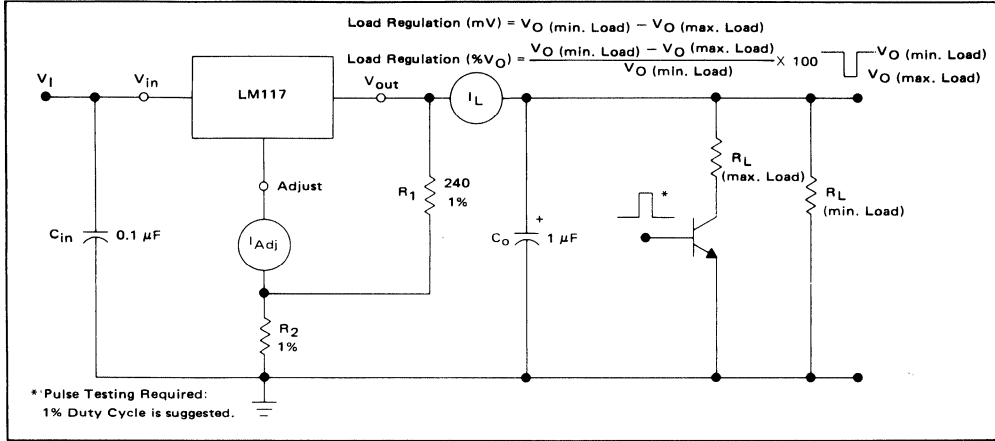 Load Regulation (mV) = VO (min. Load) − VO (max. Load)
Load Regulation (%VO) = VO (min. Load) − VO (max. Load) / VO (min. Load) X 100
VO (min. Load)
VO (max. Load)
VI
Vin
LM117
Vout
IL
Adjust
R1
240
1%
RL
(max. Load)
RL
(min. Load)
*
Cin
0.1 µF
IAdj
Co
+
1 µF
R2
1%
* Pulse Testing Required:
1% Duty Cycle is suggested.